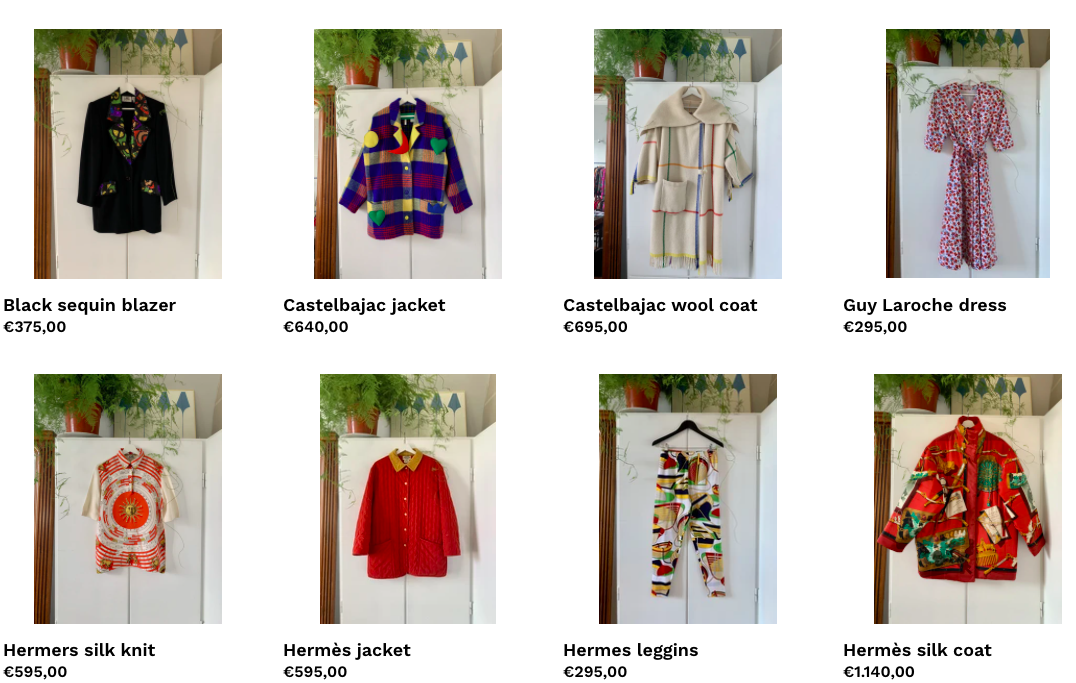 Black sequin blazer
€375,00
Castelbajac jacket
€640,00
Castelbajac wool coat
€695,00
Guy Laroche dress
€295,00
Hermers silk knit
€595,00
Hermès jacket
€595,00
Hermes leggins
€295,00
Hermès silk coat
€1.140,00